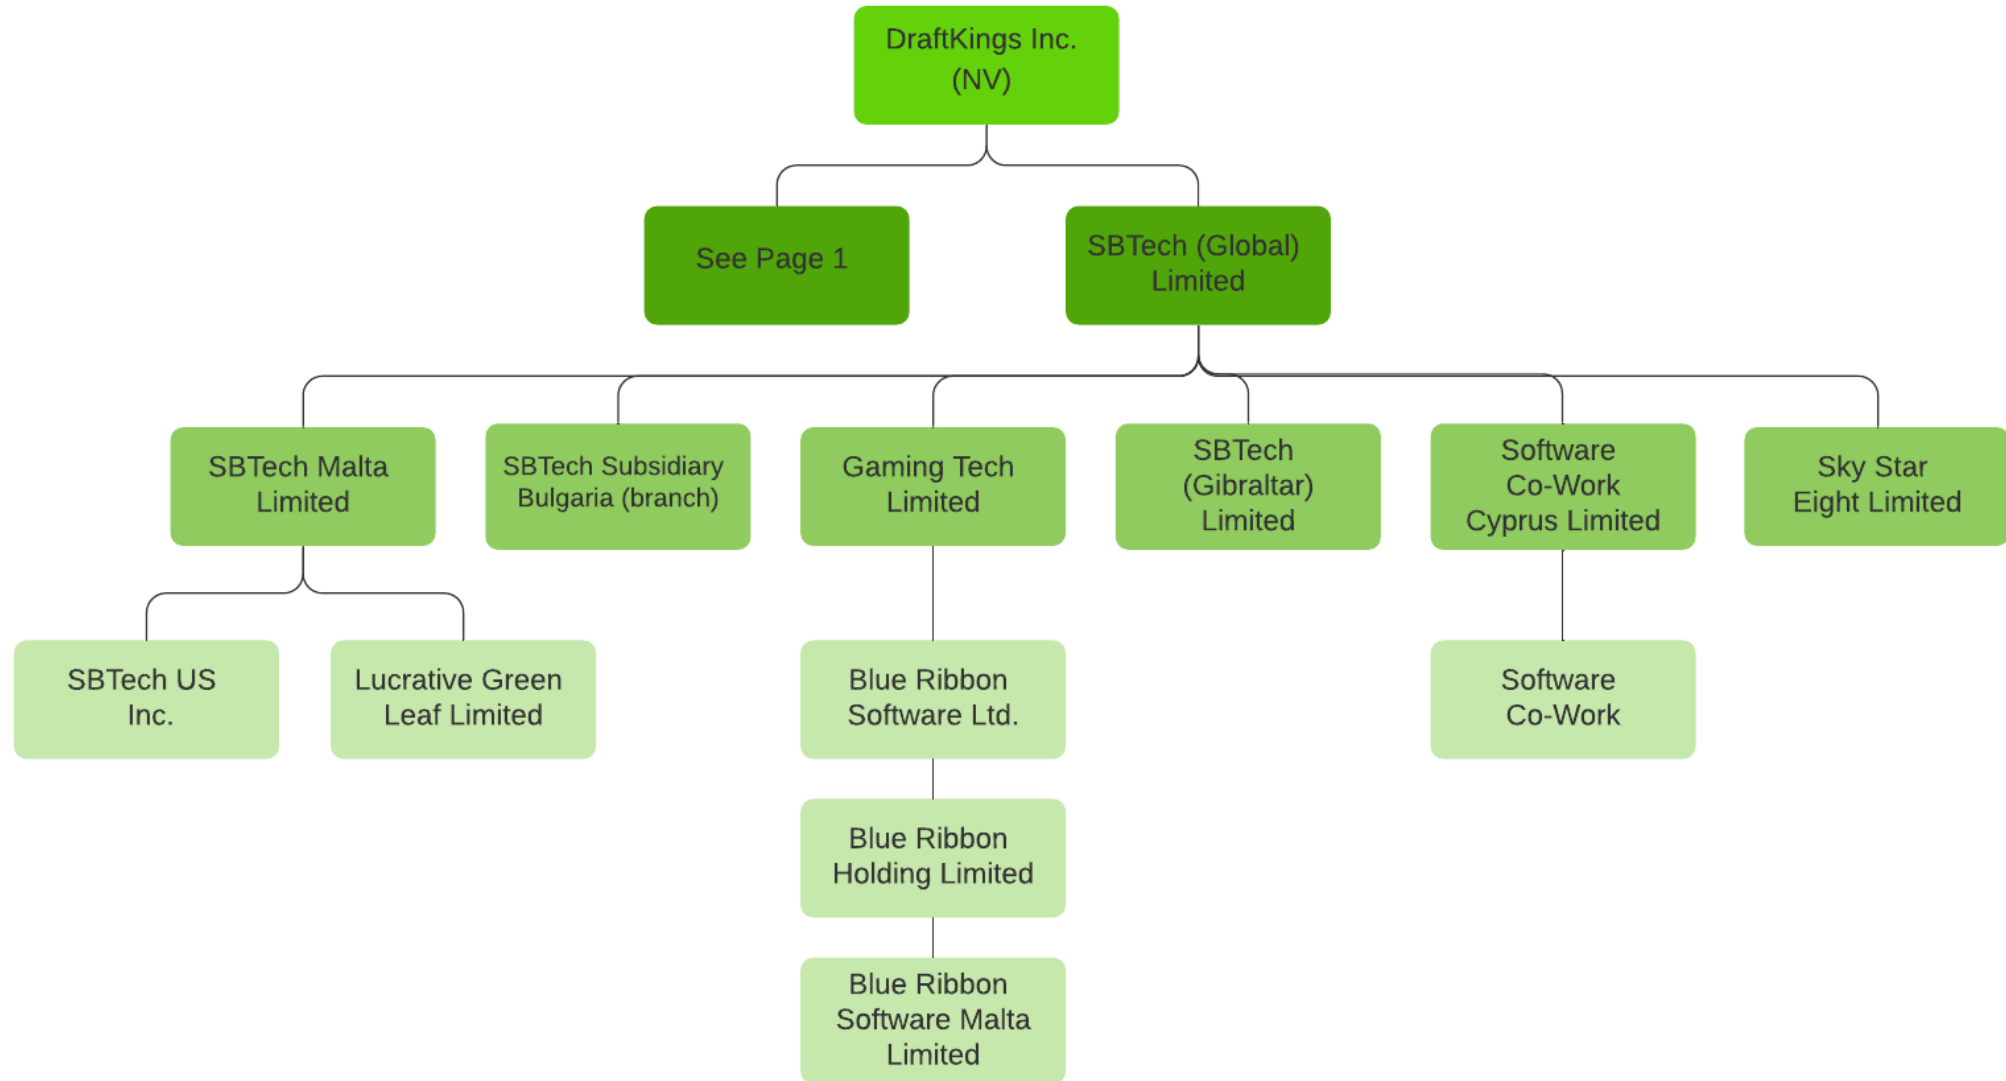 DraftKings Inc.
(NV)
See Page 1
SBTech (Global)
Limited
SBTech Malta
Limited
SBTech Subsidiary
Bulgaria (branch)
Gaming Tech
Limited
SBTech
(Gibraltar)
Limited
Software
Co-Work
Cyprus Limited
Sky Star
Eight Limited
SBTech US
Inc.
Lucrative Green
Leaf Limited
Blue Ribbon
Software Ltd.
Software
Co-Work
Blue Ribbon
Holding Limited
Blue Ribbon
Software Malta
Limited